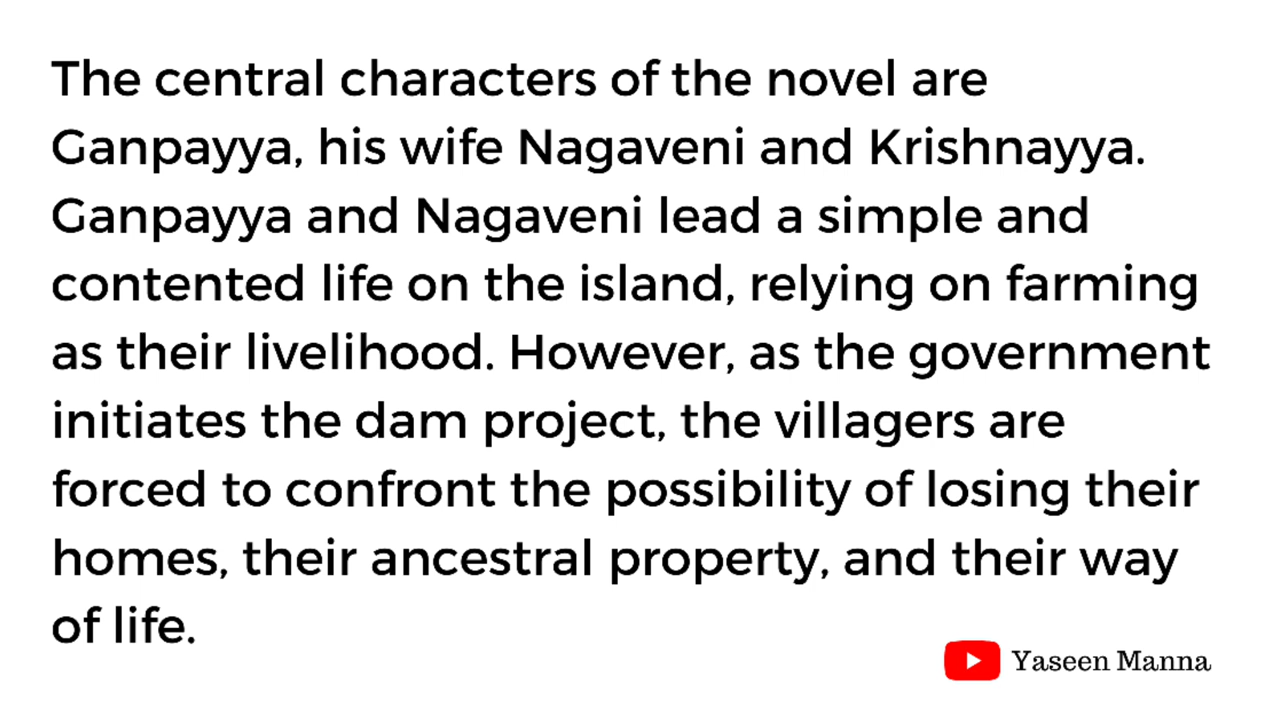 The central characters of the novel are
Ganpayya, his wife Nagaveni and Krishnayya.
Ganpayya and Nagaveni lead a simple and
contented life on the island, relying on farming
as their livelihood. However, as the government
initiates the dam project, the villagers are
forced to confront the possibility of losing their
homes, their ancestral property, and their way
of life.
Yaseen Manna